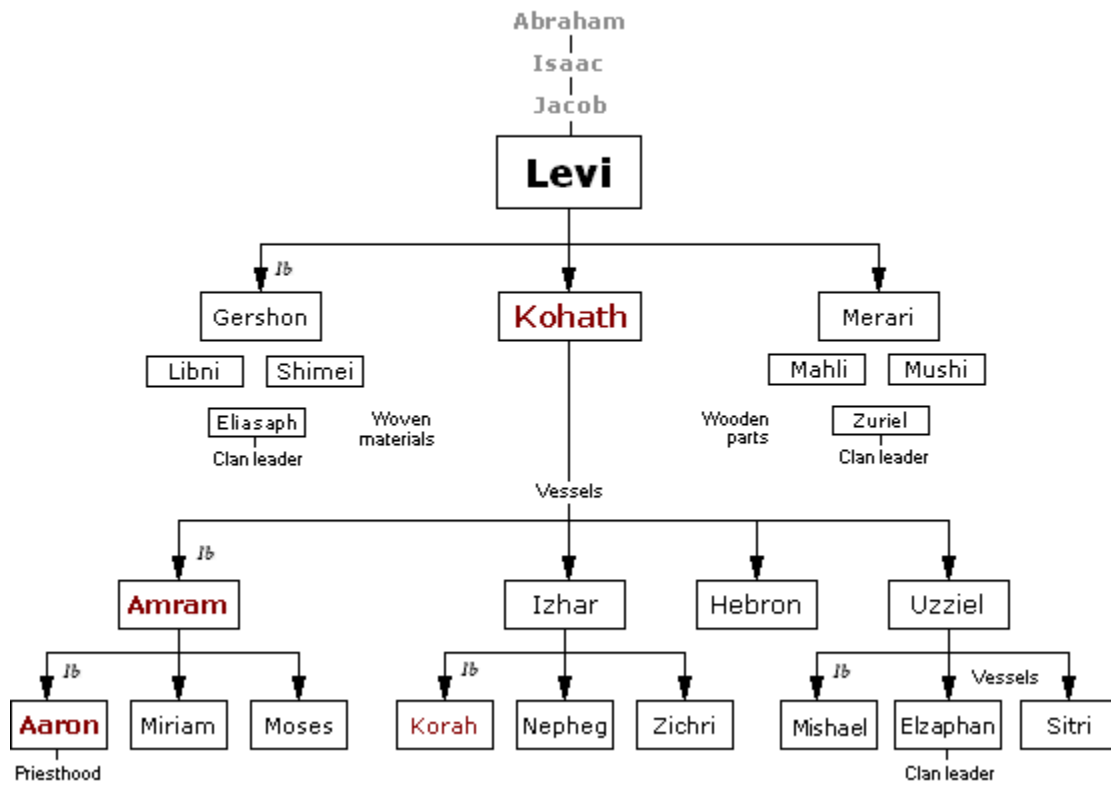 Abraham
Isaac
Jacob
Levi
Ib
Gershon
Kohath
Merari
Libni
Shimei
Mahli
Mushi
Eliasaph
Woven
materials
Wooden
parts
Zuriel
Clan leader
Clan leader
Vessels
Ib
Amram
Izhar
Hebron
Uzziel
Ib
Ib
Ib
Vessels
Aaron
Miriam
Moses
Korah
Nepheg
Zichri
Mishael
Elzaphan
Sitri
Priesthood
Clan leader